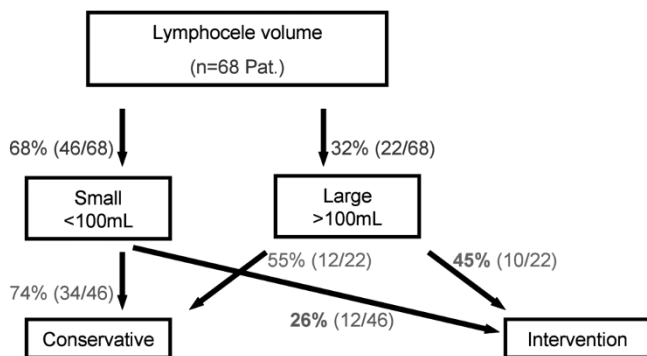 Lymphocele volume
(n=68 Pat.)
68% (46/68)
32% (22/68)
Small
<100mL
Large
>100mL
55% (12/22)
45% (10/22)
74% (34/46)
26% (12/46)
Conservative
Intervention